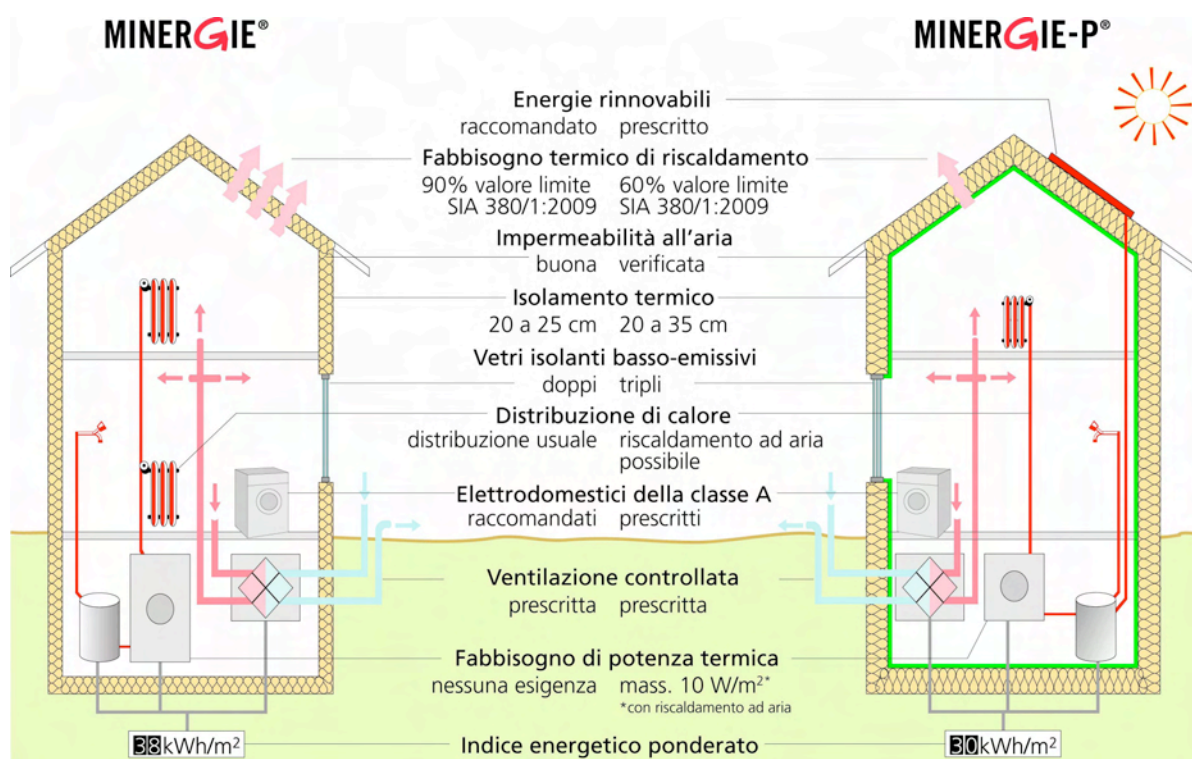 MINERGIE® MINERGIE-P®
Energie rinnovabili
raccomandato prescritto
Fabbisogno termico di riscaldamento
90% valore limite 60% valore limite
SIA 380/1:2009 SIA 380/1:2009
Impermeabilità all'aria
buona verificata
Isolamento termico
20 a 25 cm 20 a 35 cm
Vetri isolanti basso-emissivi
doppi tripli
Distribuzione di calore
distribuzione usuale riscaldamento ad aria
possibile
Elettrodomestici della classe A
raccomandati prescritti
Ventilazione controllata
prescritta prescritta
Fabbisogno di potenza termica
nessuna esigenza mass. 10 W/m²*
*con riscaldamento ad aria
38kWh/m² Indice energetico ponderato 30kWh/m²